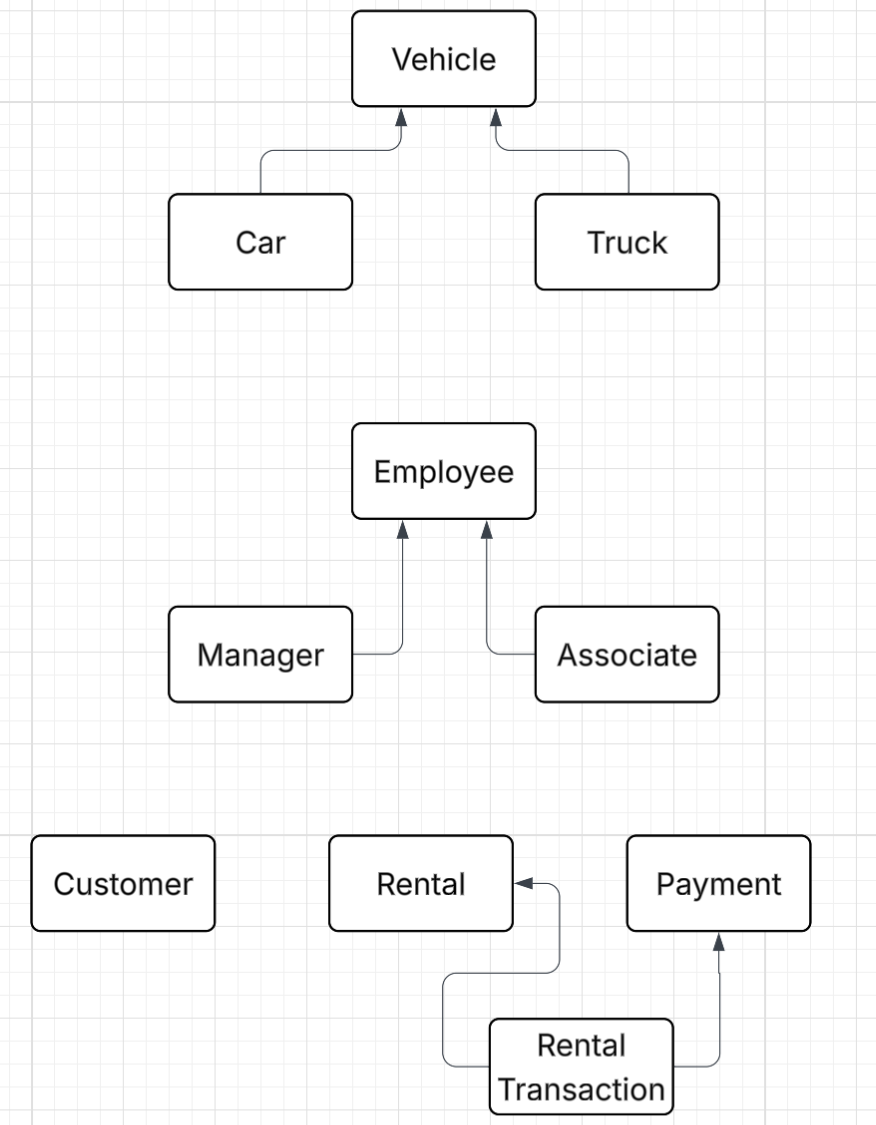 Vehicle
Car
Truck
Employee
Manager
Associate
Customer
Rental
Payment
Rental
Transaction